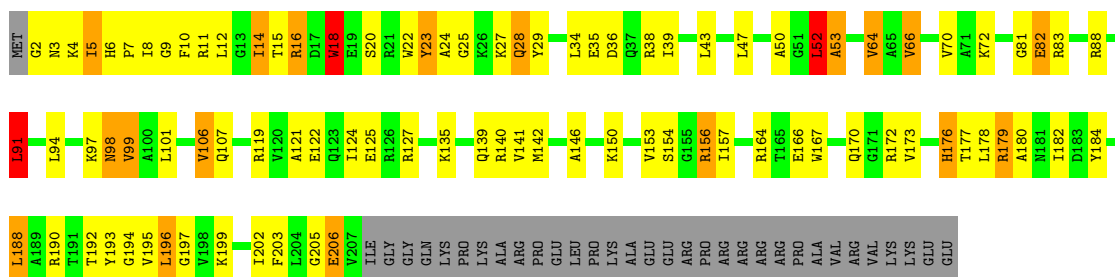 MET G2 N3 K4 I5 H6 P7 I8 G9 F10 R11 L12 G13 I14 T15 R16 D17 W18 E19 S20 R21 W22 Y23 A24 G25 K26 K27 Q28 Y29 L34 E35 D36 Q37 R38 I39 L43 L47 A50 G51 L52 A53 V64 A65 V66 V70 A71 K72 G81 E82 R83 R88
L91 L94 K97 N98 V99 A100 L101 V106 Q107 R119 V120 A121 E122 Q123 I124 E125 R126 R127 K135 Q139 R140 V141 M142 A146 K150 V153 S154 G155 R156 I157 R164 T165 E166 W167 Q170 G171 R172 V173 H176 T177 L178 R179 A180 N181 I182 D183 Y184
L188 A189 R190 T191 T192 Y193 G194 V195 L196 G197 V198 K199 I202 F203 L204 G205 E206 V207 ILE GLY GLY GLN LYS PRO LYS ALA ARG PRO GLU LEU PRO LYS ALA GLU GLU ARG PRO ARG ARG ARG ARG PRO ALA VAL ARG VAL LYS LYS GLU GLU